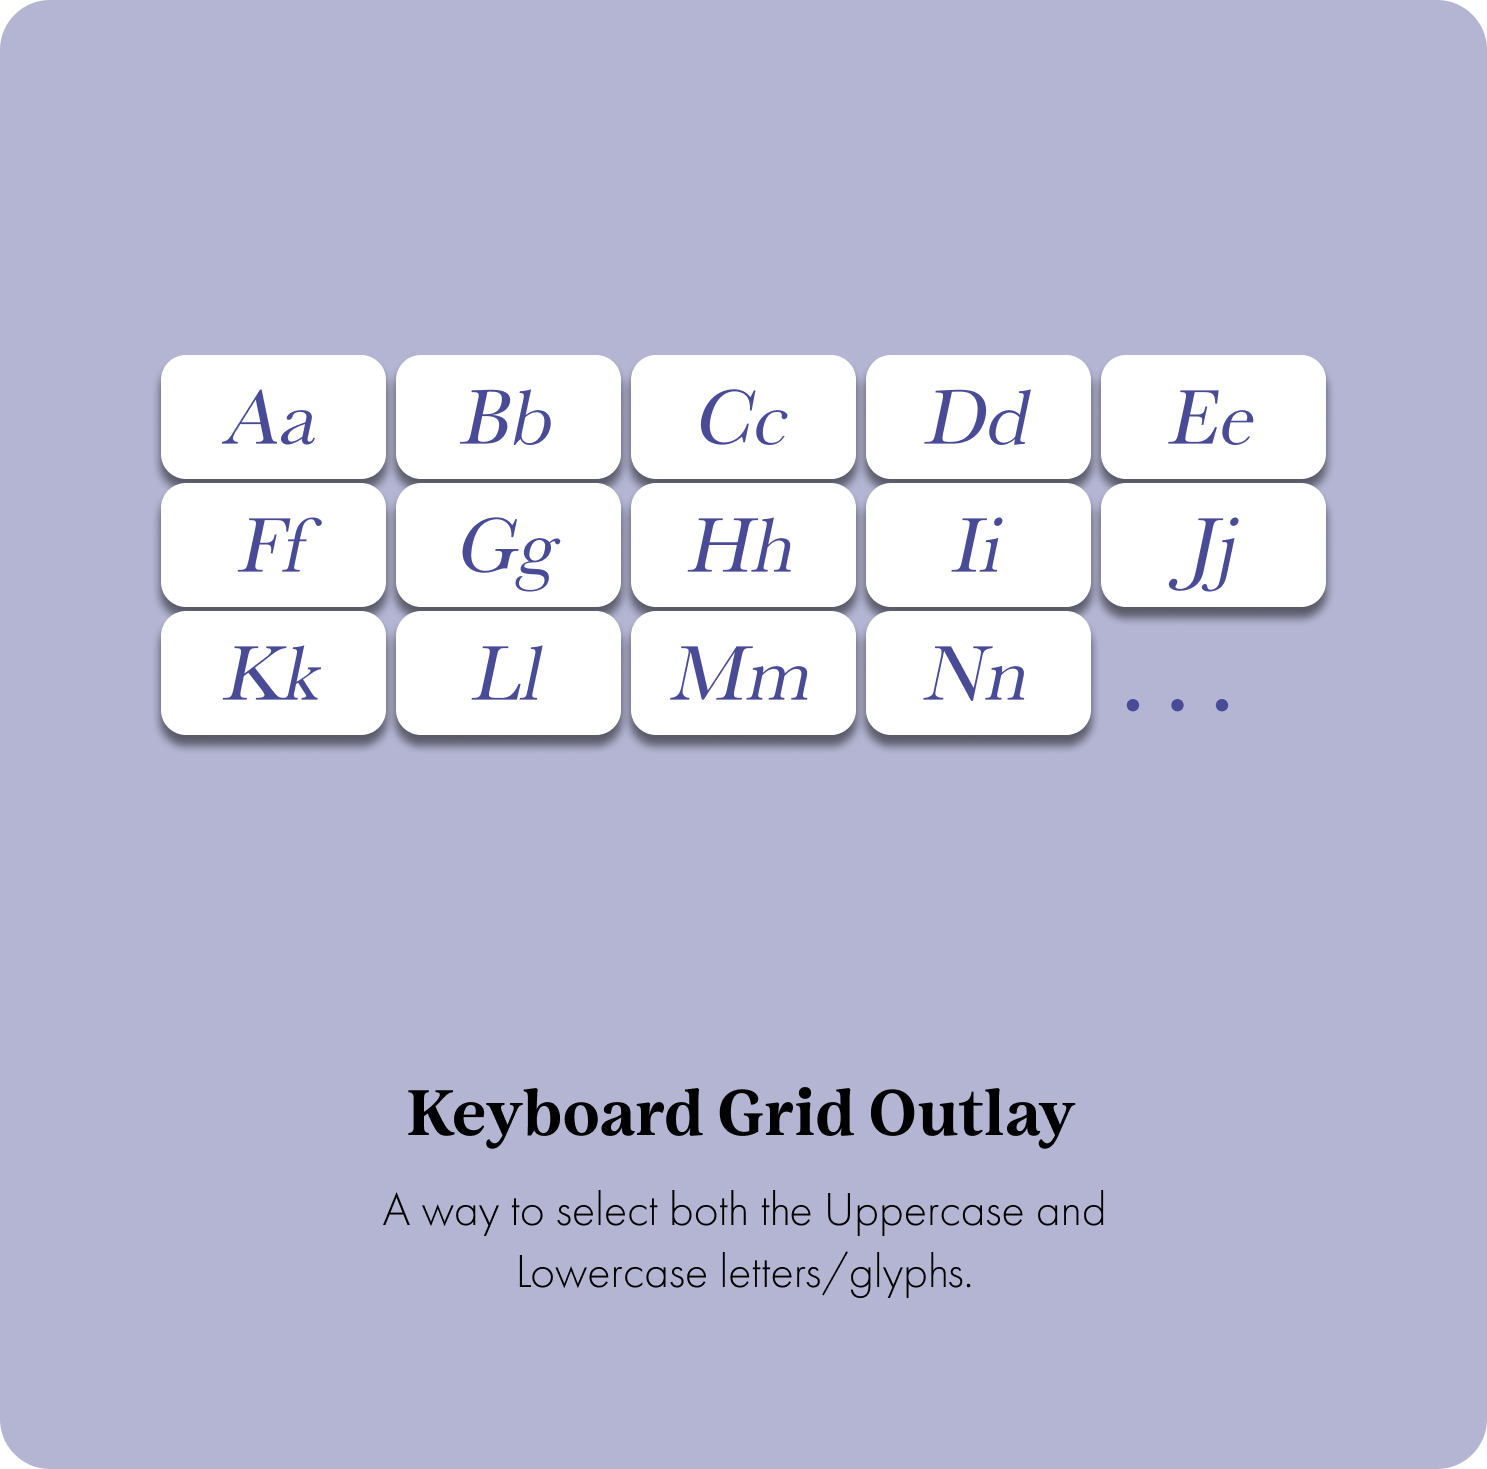 Aa Bb Cc Dd Ee
Ff Gg Hh Ii Jj
Kk Ll Mm Nn ...
Keyboard Grid Outlay
A way to select both the Uppercase and
Lowercase letters/glyphs.